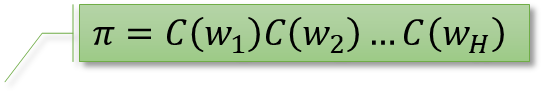 π = C(w₁)C(w₂) … C(w_H)